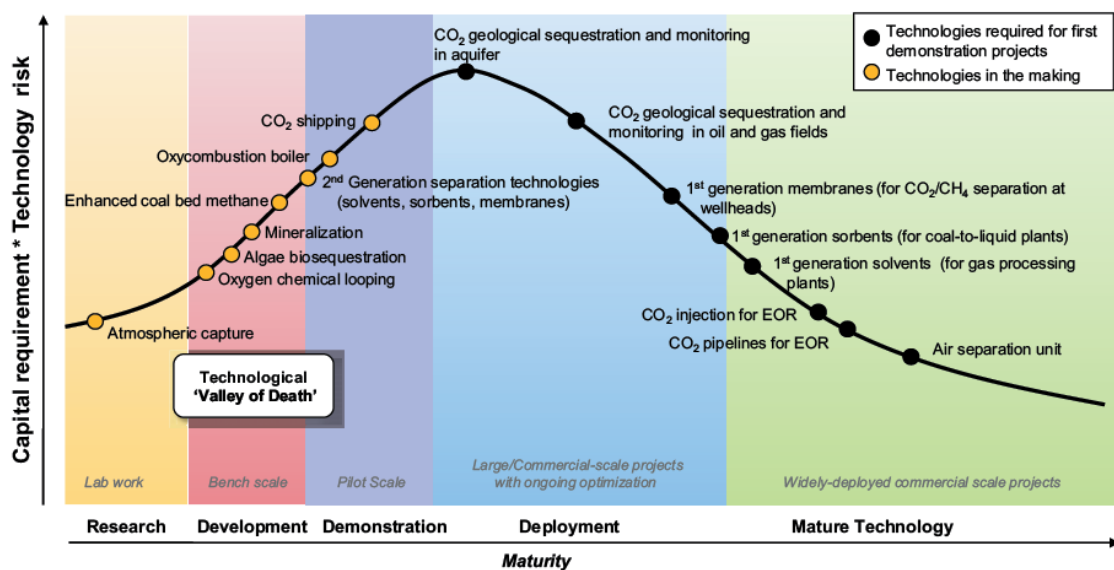 Capital requirement * Technology risk
CO2 geological sequestration and monitoring
in aquifer
Technologies required for first
demonstration projects
Technologies in the making
CO2 shipping
CO2 geological sequestration and
monitoring in oil and gas fields
Oxycombustion boiler
2nd Generation separation technologies
(solvents, sorbents, membranes)
Enhanced coal bed methane
1st generation membranes (for CO2/CH4 separation at
wellheads)
Mineralization
1st generation sorbents (for coal-to-liquid plants)
Algae biosequestration
1st generation solvents (for gas processing
plants)
Oxygen chemical looping
CO2 injection for EOR
Atmospheric capture
CO2 pipelines for EOR
Air separation unit
Technological
'Valley of Death'
Lab work
Bench scale
Pilot Scale
Large/Commercial-scale projects
with ongoing optimization
Widely-deployed commercial scale projects
Research
Development
Demonstration
Deployment
Mature Technology
Maturity